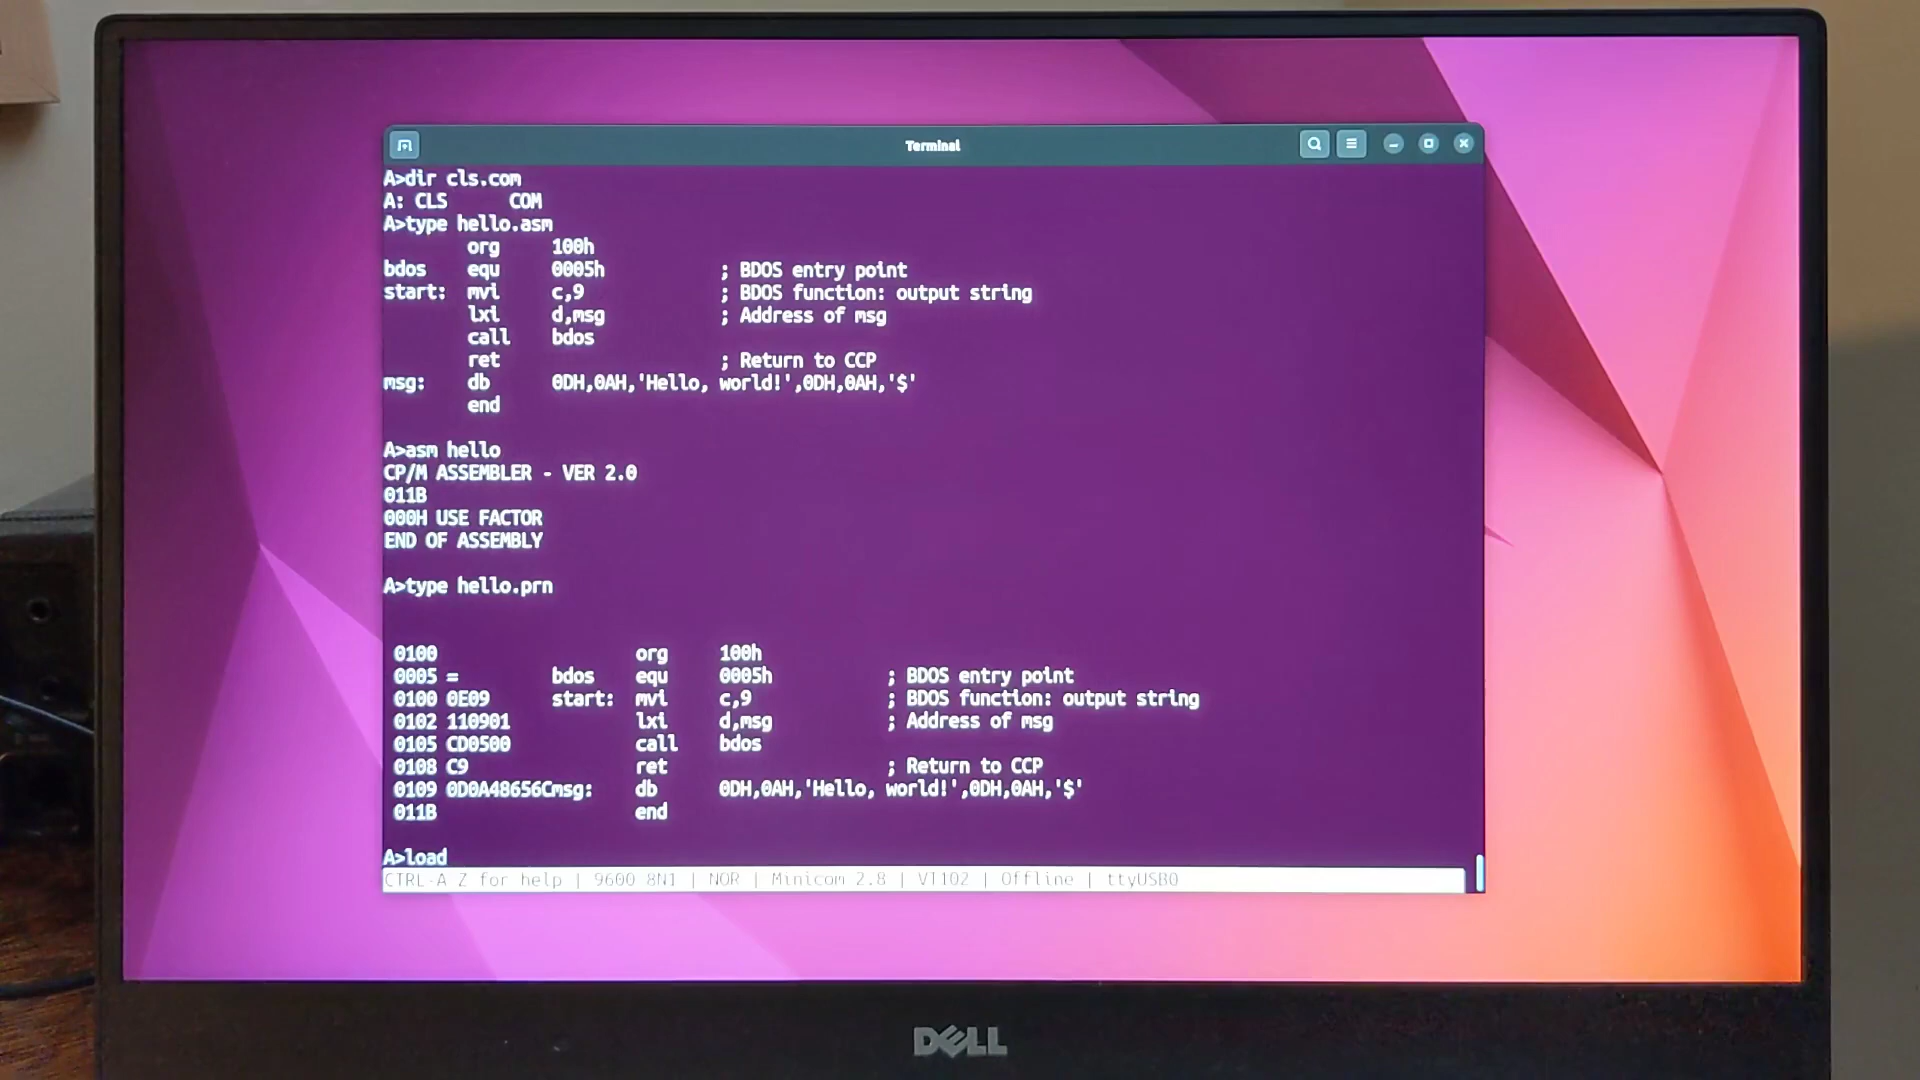 Terminal
A>dir cls.com
A: CLS      COM
A>type hello.asm
        org     100h
bdos    equ     0005h           ; BDOS entry point
start:  mvi     c,9             ; BDOS function: output string
        lxi     d,msg           ; Address of msg
        call    bdos
        ret                     ; Return to CCP
msg:    db      0DH,0AH,'Hello, world!',0DH,0AH,'$'
        end
A>asm hello
CP/M ASSEMBLER - VER 2.0
011B
000H USE FACTOR
END OF ASSEMBLY
A>type hello.prn
 0100                   org     100h
 0005 =         bdos    equ     0005h           ; BDOS entry point
 0100 0E09      start:  mvi     c,9             ; BDOS function: output string
 0102 110901            lxi     d,msg           ; Address of msg
 0105 CD0500            call    bdos
 0108 C9                ret                     ; Return to CCP
 0109 0D0A48656Cmsg:    db      0DH,0AH,'Hello, world!',0DH,0AH,'$'
 011B                   end
A>load
CTRL-A Z for help | 9600 8N1 | NOR | Minicom 2.8 | VT102 | Offline | ttyUSB0
DELL